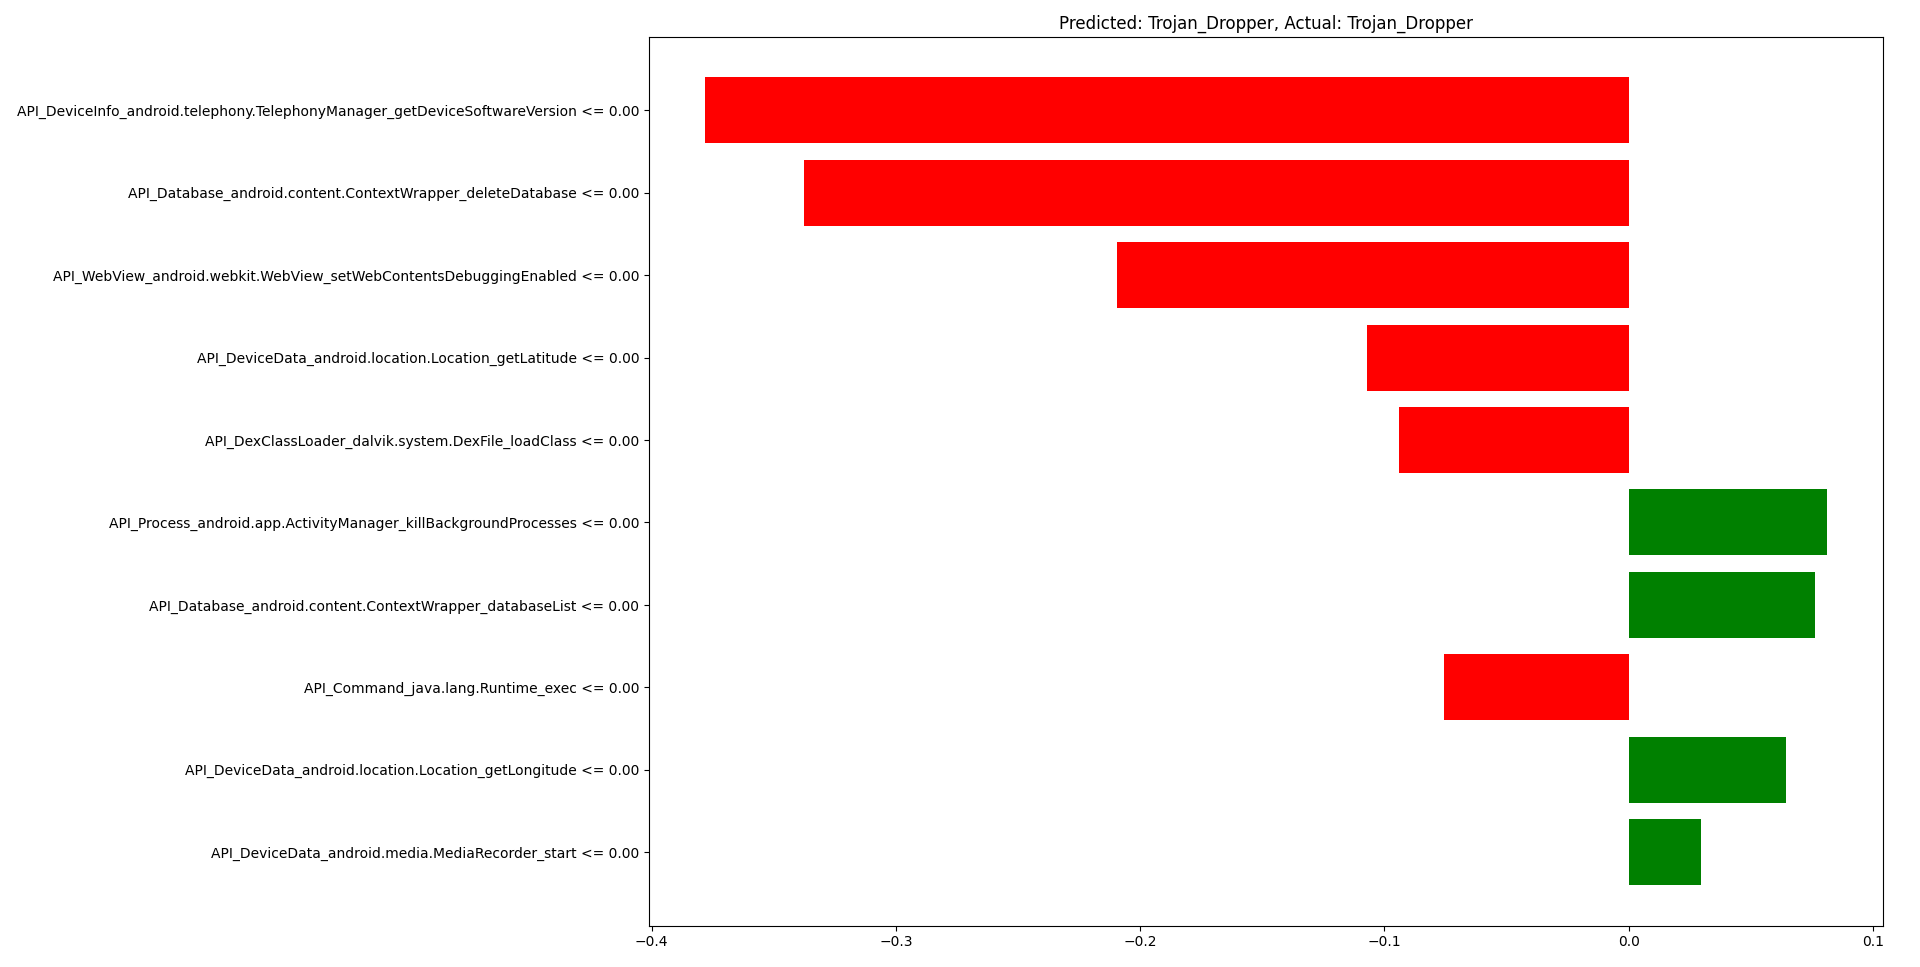 Predicted: Trojan_Dropper, Actual: Trojan_Dropper
API_DeviceInfo_android.telephony.TelephonyManager_getDeviceSoftwareVersion <= 0.00
API_Database_android.content.ContextWrapper_deleteDatabase <= 0.00
API_WebView_android.webkit.WebView_setWebContentsDebuggingEnabled <= 0.00
API_DeviceData_android.location.Location_getLatitude <= 0.00
API_DexClassLoader_dalvik.system.DexFile_loadClass <= 0.00
API_Process_android.app.ActivityManager_killBackgroundProcesses <= 0.00
API_Database_android.content.ContextWrapper_databaseList <= 0.00
API_Command_java.lang.Runtime_exec <= 0.00
API_DeviceData_android.location.Location_getLongitude <= 0.00
API_DeviceData_android.media.MediaRecorder_start <= 0.00
−0.4 −0.3 −0.2 −0.1 0.0 0.1